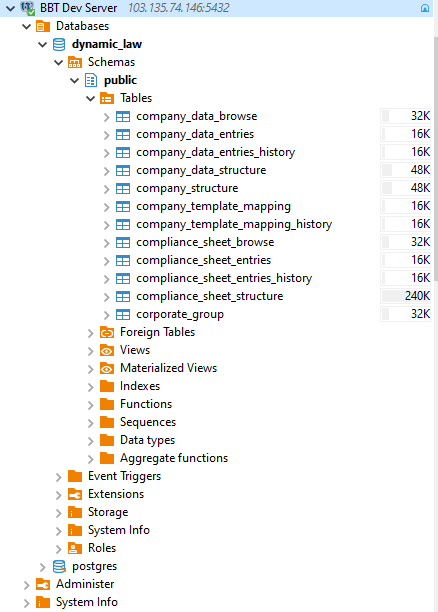 BBT Dev Server 103.135.74.146:5432
Databases
dynamic_law
Schemas
public
Tables
company_data_browse 32K
company_data_entries 16K
company_data_entries_history 16K
company_data_structure 48K
company_structure 48K
company_template_mapping 16K
company_template_mapping_history 16K
compliance_sheet_browse 32K
compliance_sheet_entries 16K
compliance_sheet_entries_history 16K
compliance_sheet_structure 240K
corporate_group 32K
Foreign Tables
Views
Materialized Views
Indexes
Functions
Sequences
Data types
Aggregate functions
Event Triggers
Extensions
Storage
System Info
Roles
postgres
Administer
System Info